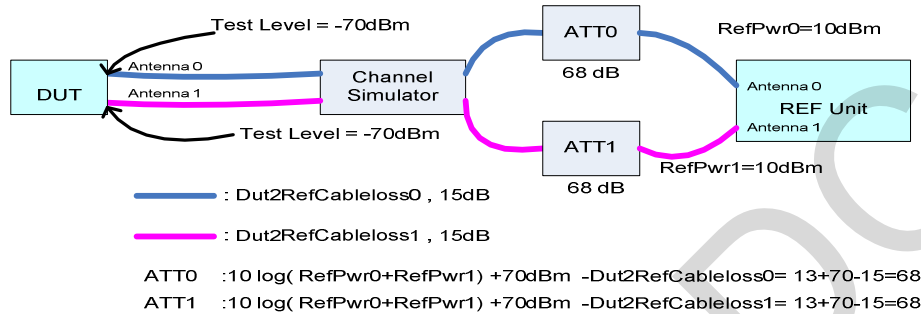 Test Level = -70dBm
RefPwr0=10dBm
ATT0
68 dB
Antenna 0
DUT
Antenna 1
Channel
Simulator
Antenna 0
REF Unit
Antenna 1
Test Level = -70dBm
ATT1
68 dB
RefPwr1=10dBm
: Dut2RefCableloss0 , 15dB
: Dut2RefCableloss1 , 15dB
ATT0 :10 log( RefPwr0+RefPwr1) +70dBm -Dut2RefCableloss0= 13+70-15=68
ATT1 :10 log( RefPwr0+RefPwr1) +70dBm -Dut2RefCableloss1= 13+70-15=68